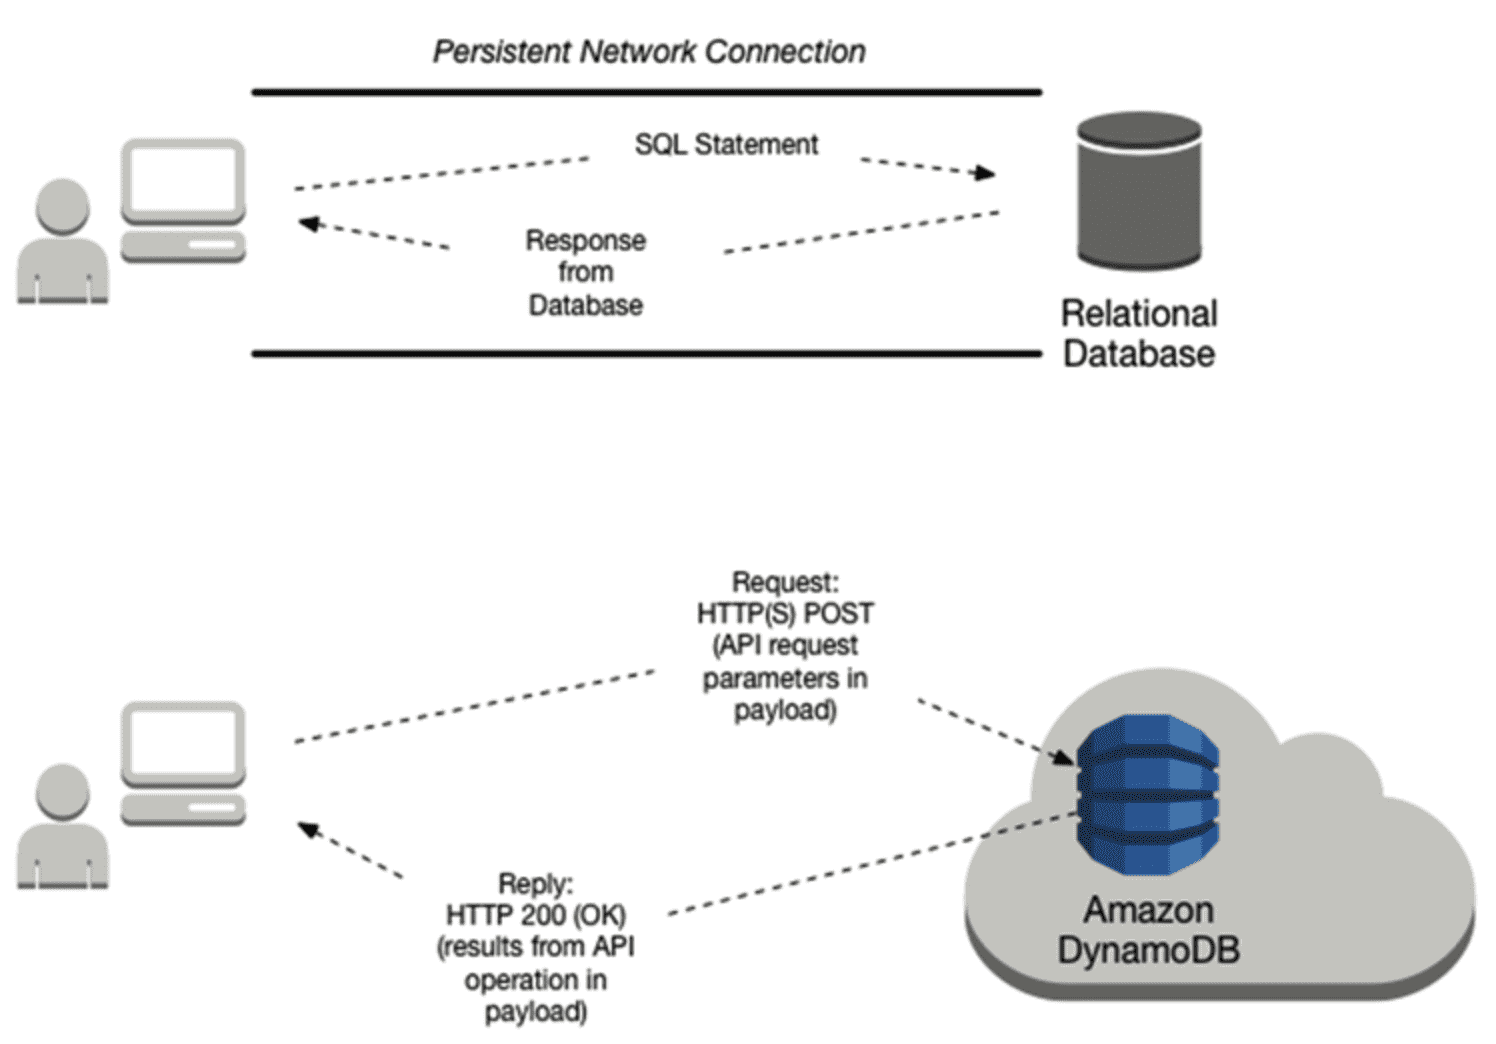 Persistent Network Connection
SQL Statement
Response
from
Database
Relational
Database
Request:
HTTP(S) POST
(API request
parameters in
payload)
Reply:
HTTP 200 (OK)
(results from API
operation in
payload)
Amazon
DynamoDB